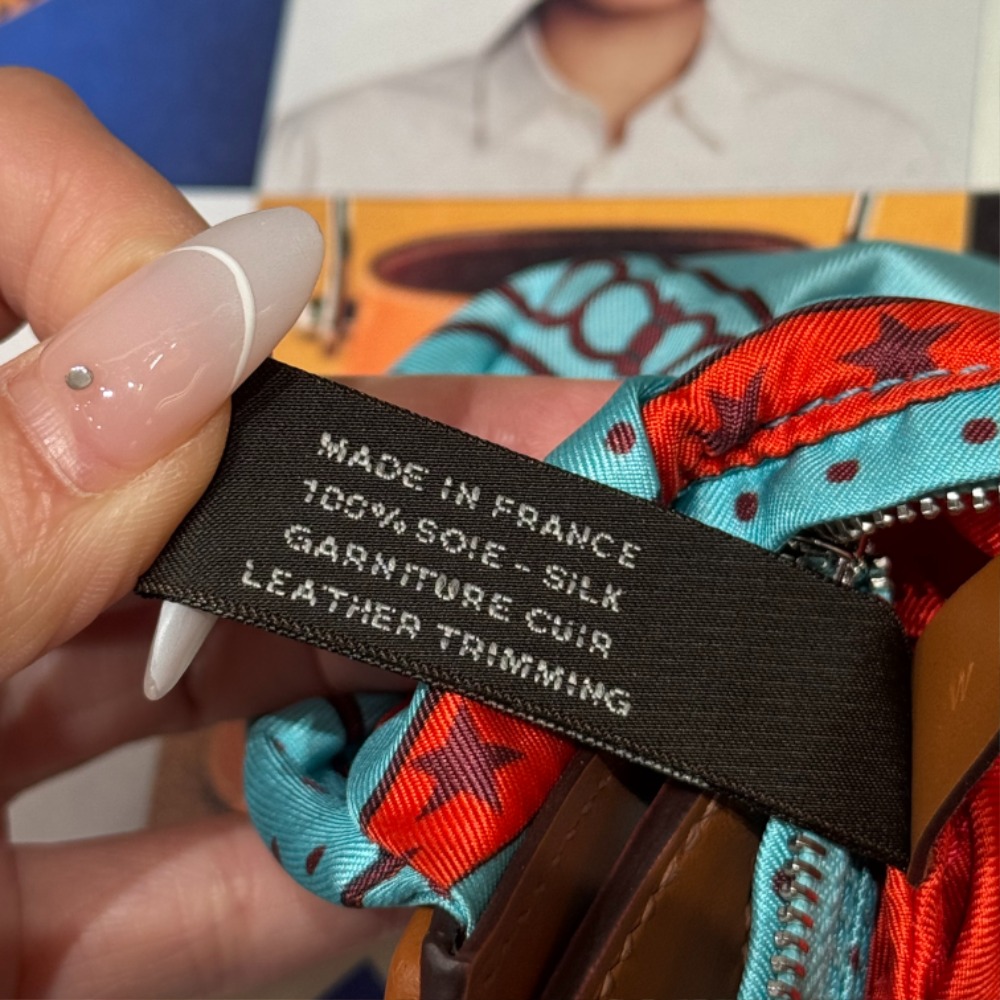 MADE IN FRANCE
100% SOIE - SILK
GARNITURE CUIR
LEATHER TRIMMING